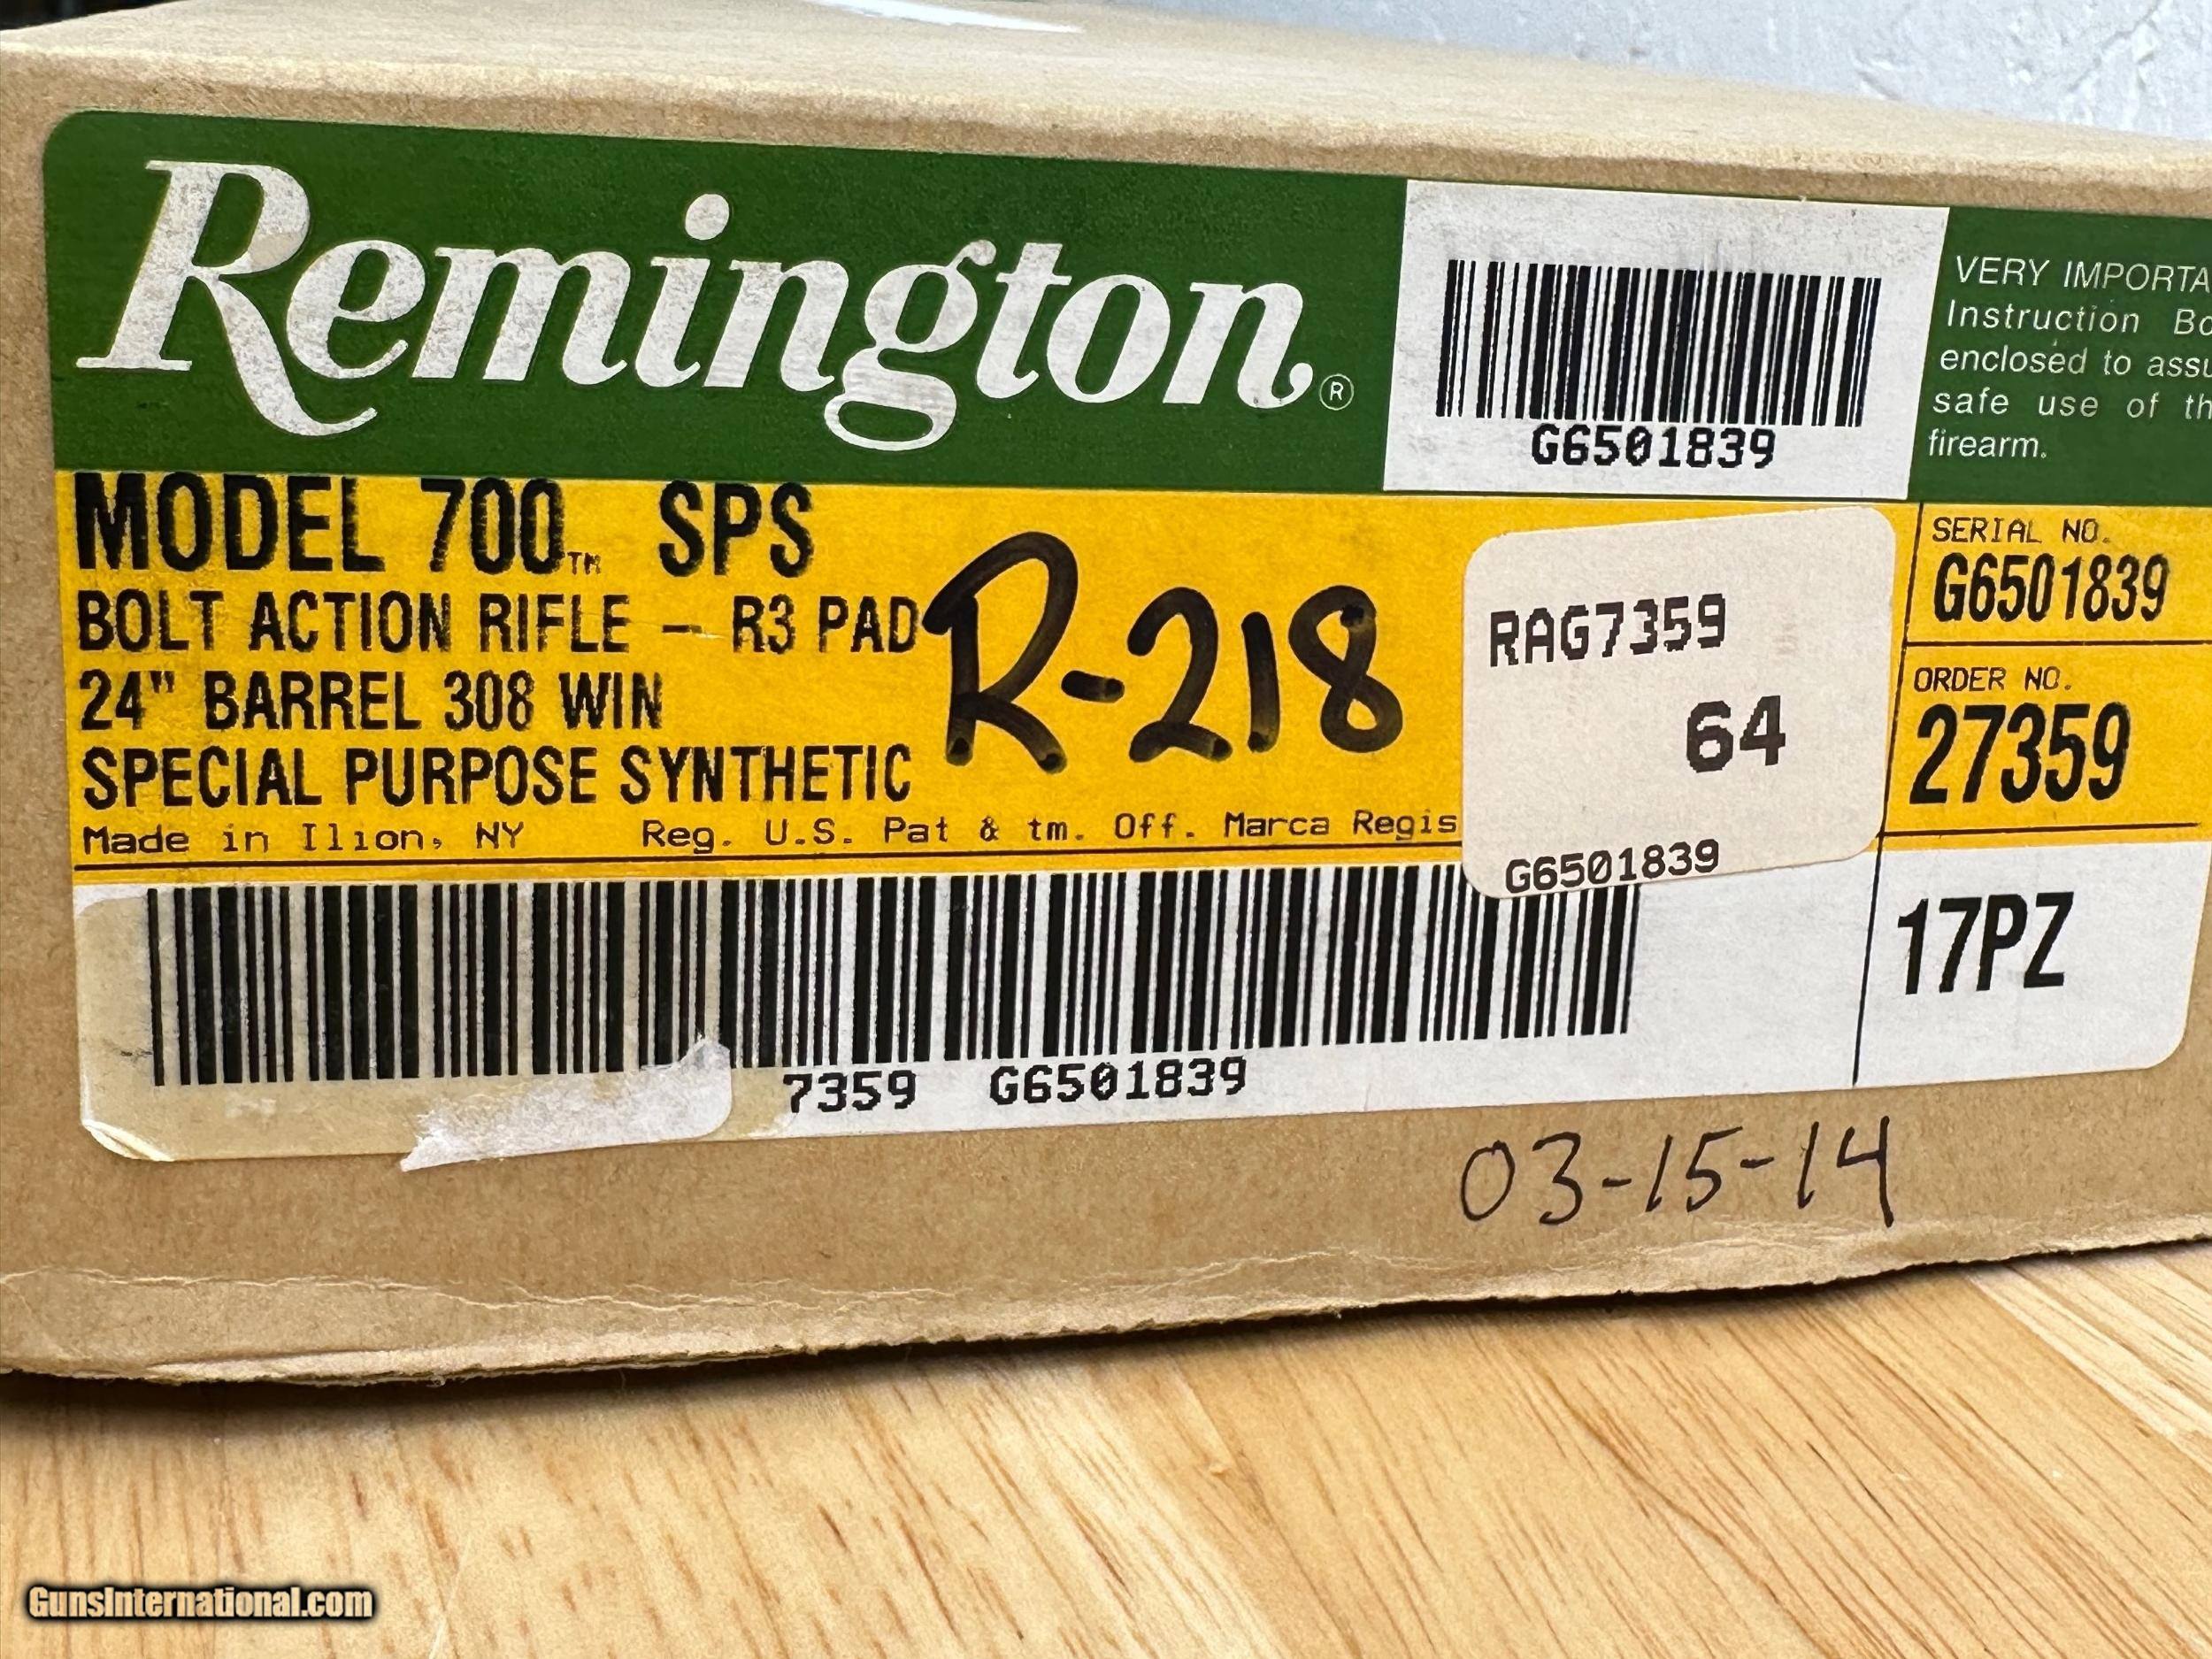 Remington®
G6501839
VERY IMPORTA
Instruction Bo
enclosed to assu
safe use of th
firearm.
MODEL 700™ SPS
BOLT ACTION RIFLE – R3 PAD
24" BARREL 308 WIN
SPECIAL PURPOSE SYNTHETIC
Made in Ilion, NY Reg. U.S. Pat & tm. Off. Marca Regis
R-218
RAG7359
64
G6501839
SERIAL NO.
G6501839
ORDER NO.
27359
17PZ
7359 G6501839
03-15-14
GunsInternational.com